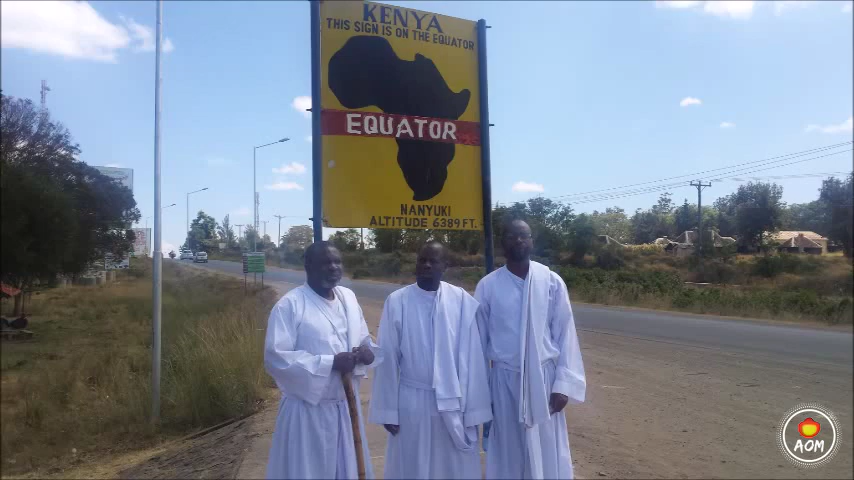 KENYA
THIS SIGN IS ON THE EQUATOR
EQUATOR
NANYUKI
ALTITUDE 6389 FT.
AOM